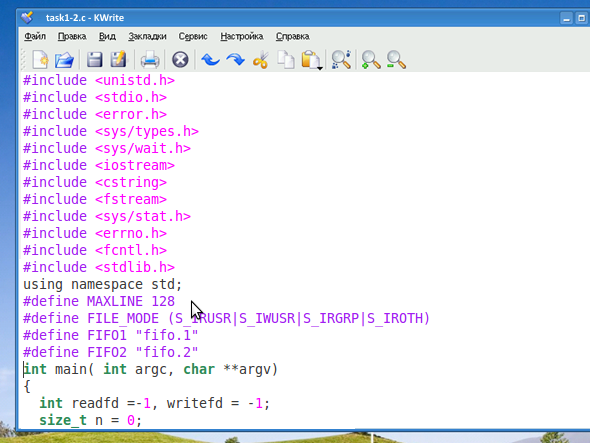 task1-2.c - KWrite
Файл Правка Вид Закладки Сервис Настройка Справка
#include <unistd.h>
#include <stdio.h>
#include <error.h>
#include <sys/types.h>
#include <sys/wait.h>
#include <iostream>
#include <cstring>
#include <fstream>
#include <sys/stat.h>
#include <errno.h>
#include <fcntl.h>
#include <stdlib.h>
using namespace std;
#define MAXLINE 128
#define FILE_MODE (S_IRUSR|S_IWUSR|S_IRGRP|S_IROTH)
#define FIFO1 "fifo.1"
#define FIFO2 "fifo.2"
int main( int argc, char **argv)
{
int readfd =-1, writefd = -1;
size_t n = 0;